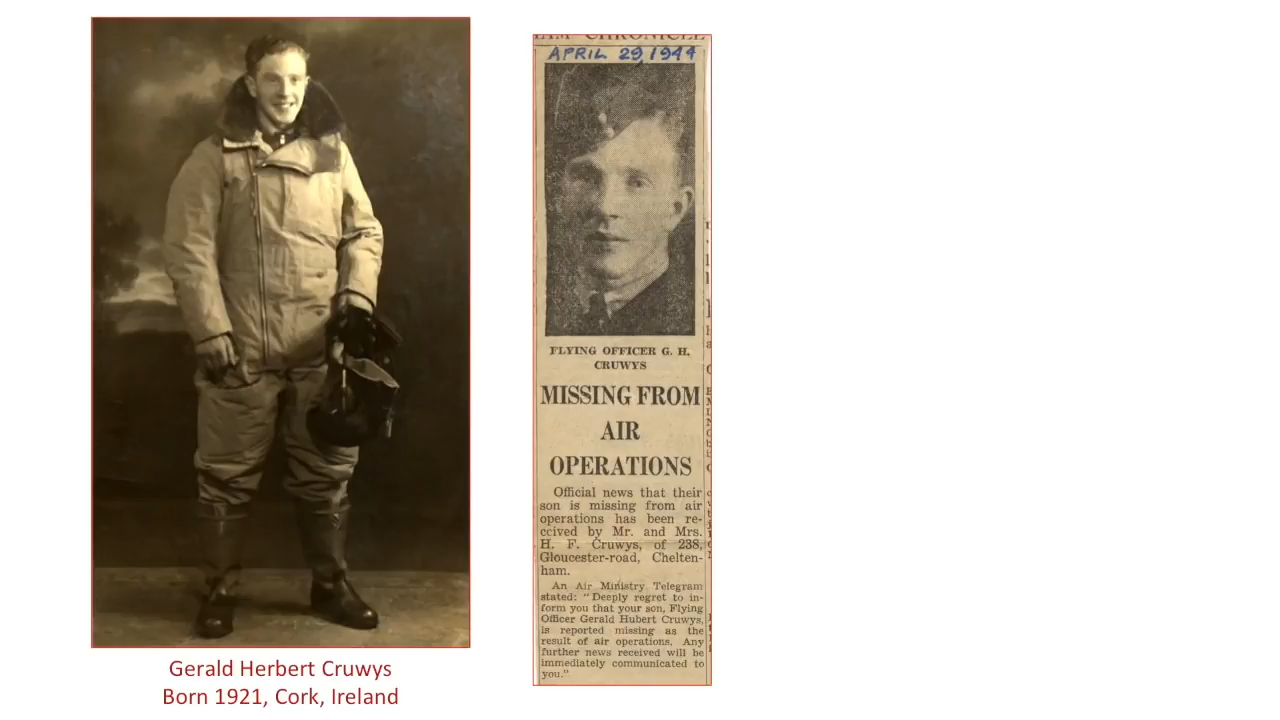 Gerald Herbert Cruwys
Born 1921, Cork, Ireland
CHRONICLE
APRIL 29, 1944
FLYING OFFICER G. H.
CRUWYS
MISSING FROM
AIR
OPERATIONS
Official news that their
son is missing from air
operations has been re-
ceived by Mr. and Mrs.
H. F. Cruwys, of 238,
Gloucester-road, Chelten-
ham.
An Air Ministry Telegram
stated: "Deeply regret to in-
form you that your son, Flying
Officer Gerald Hubert Cruwys,
is reported missing as the
result of air operations. Any
further news received will be
immediately communicated to
you."